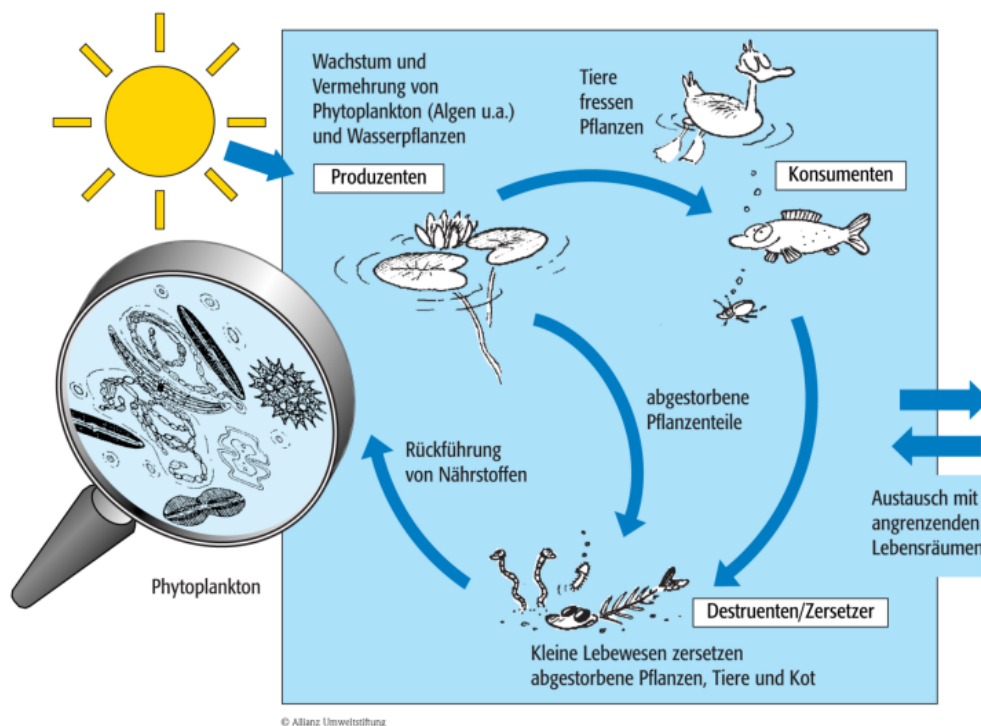 Wachstum und
Vermehrung von
Phytoplankton (Algen u.a.)
und Wasserpflanzen
Produzenten
Tiere
fressen
Pflanzen
Konsumenten
abgestorbene
Pflanzenteile
Rückführung
von Nährstoffen
Austausch mit
angrenzenden
Lebensräumen
Phytoplankton
Destruenten/Zersetzer
Kleine Lebewesen zersetzen
abgestorbene Pflanzen, Tiere und Kot
© Allianz Umweltstiftung